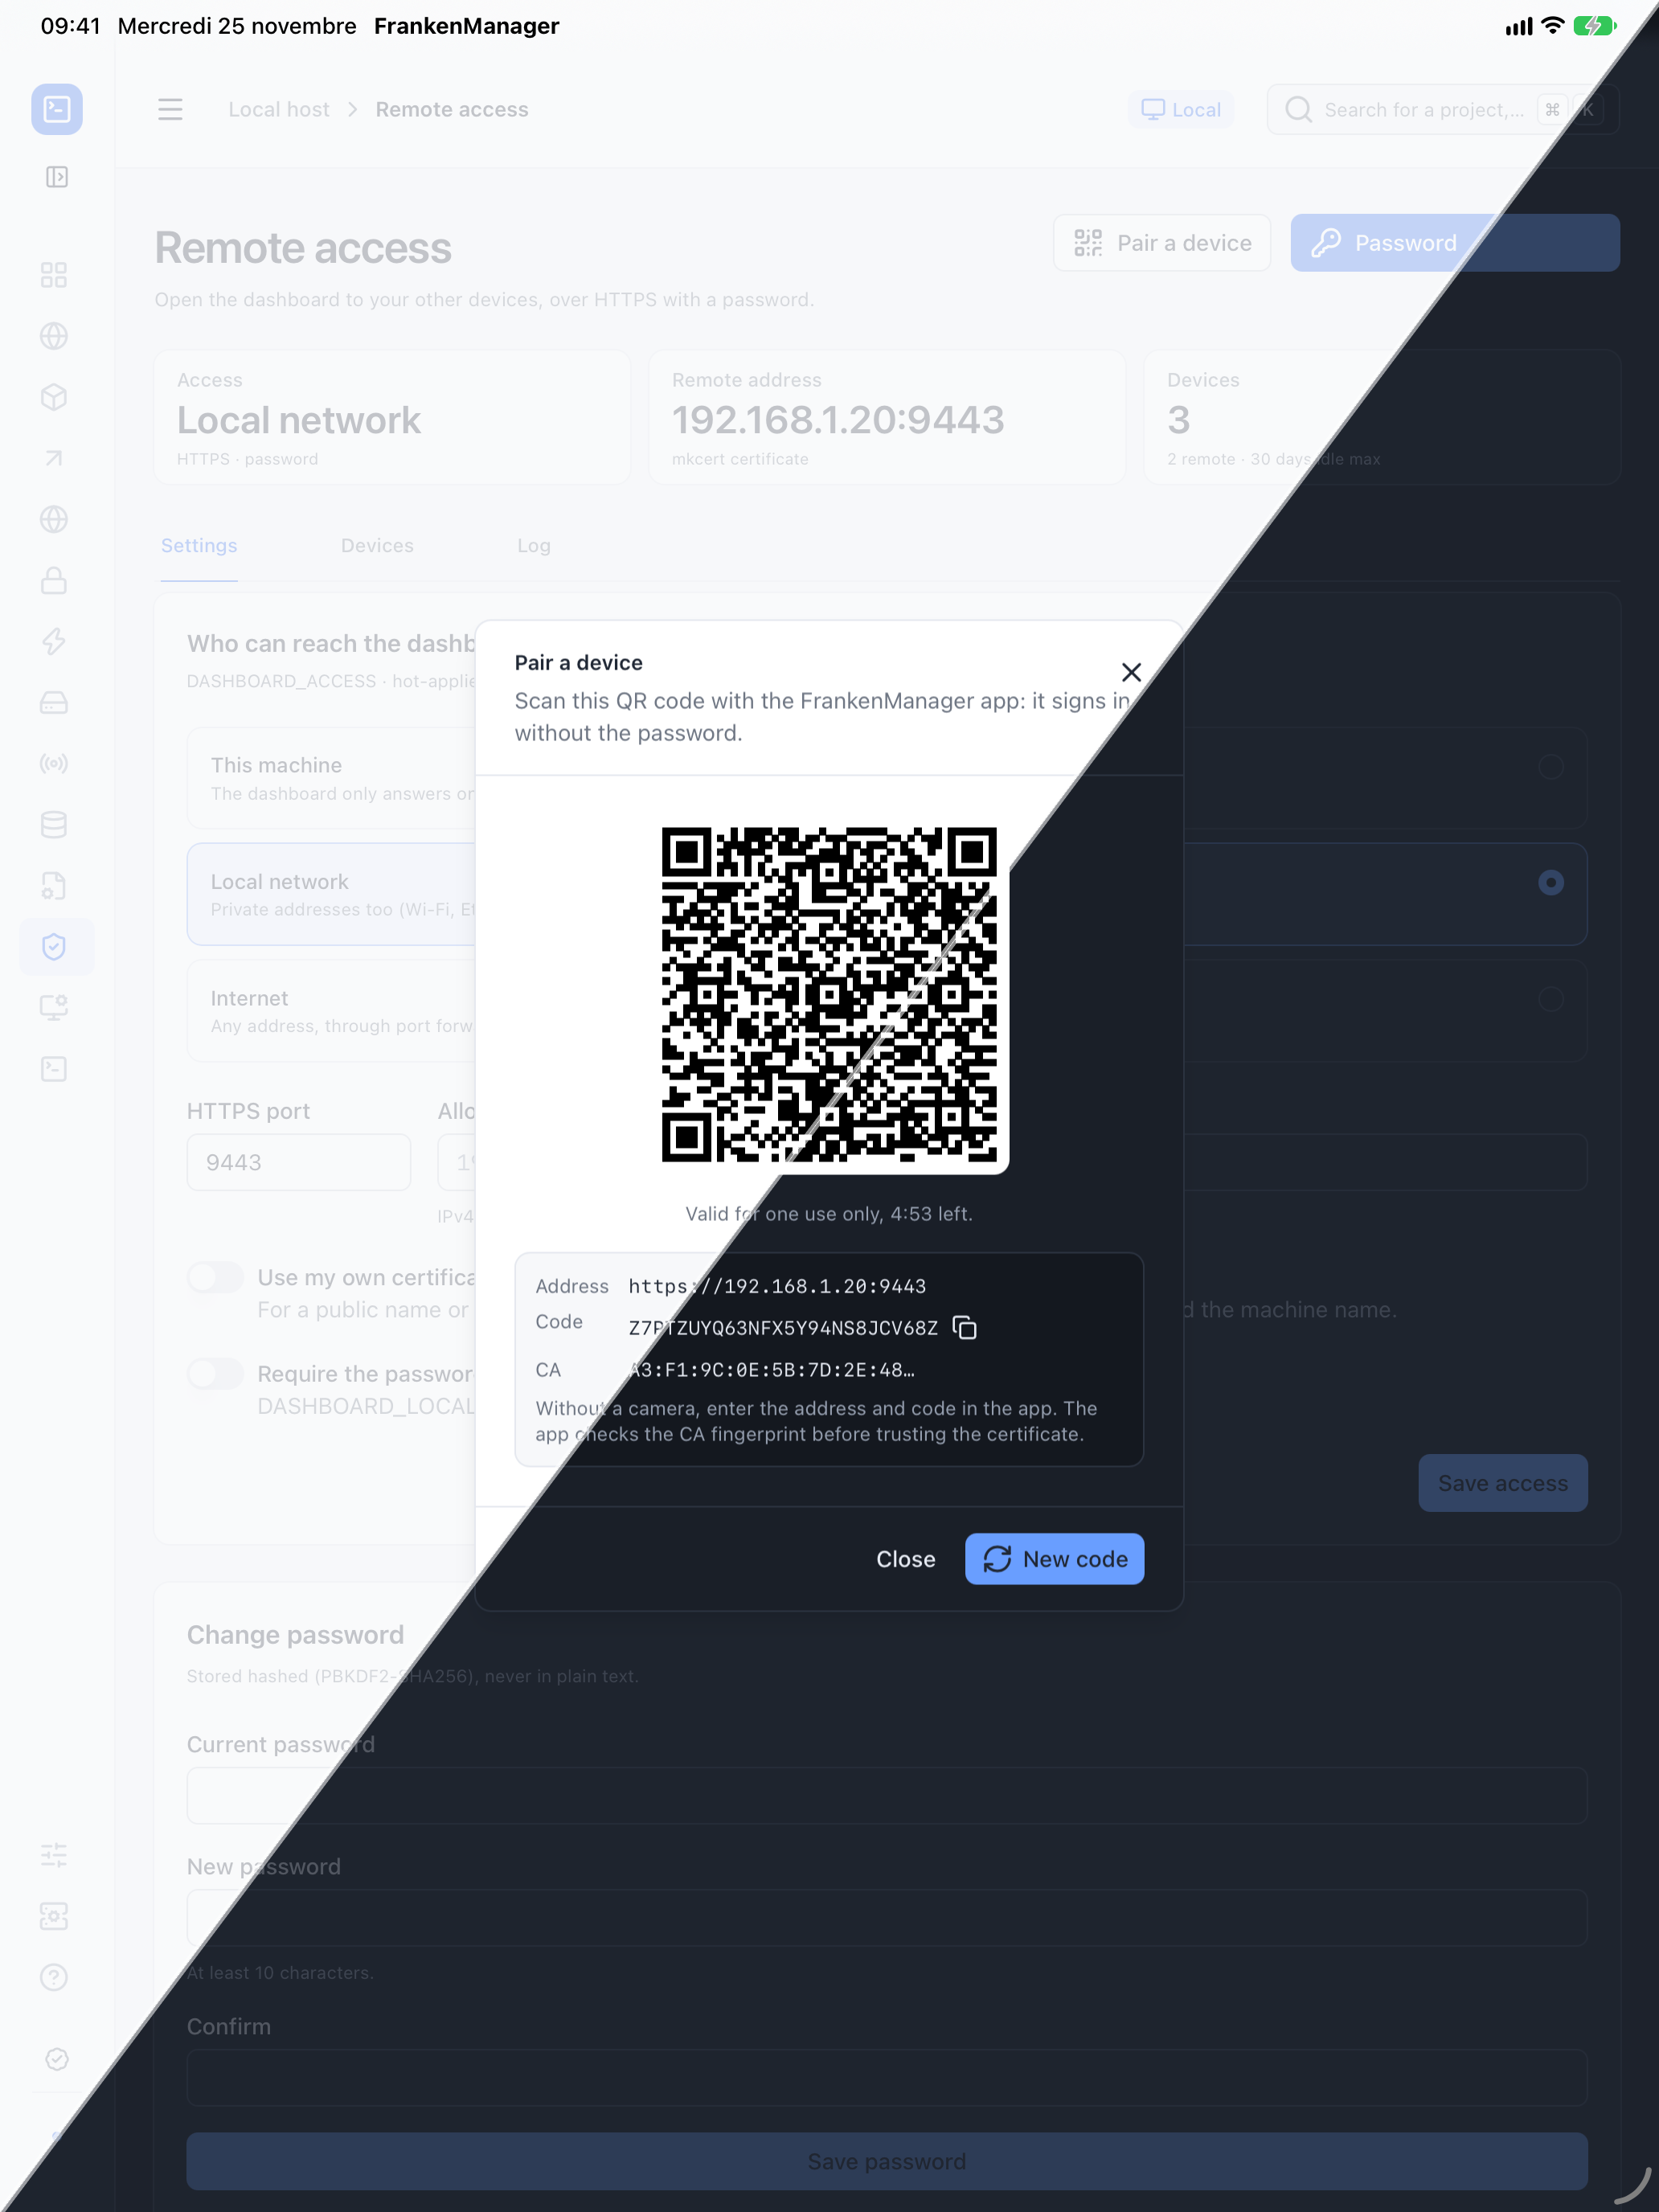 09:41 Mercredi 25 novembre FrankenManager
Local host > Remote access
Local
Search for a project,... ⌘ K
Remote access
Open the dashboard to your other devices, over HTTPS with a password.
Pair a device
Password
Access
Local network
HTTPS · password
Remote address
192.168.1.20:9443
mkcert certificate
Devices
3
2 remote · 30 days idle max
Settings
Devices
Log
Who can reach the dashb
DASHBOARD_ACCESS · hot-applie
This machine
The dashboard only answers on
Local network
Private addresses too (Wi-Fi, Et
Internet
Any address, through port forw
HTTPS port
9443
Allo
IPv4
Use my own certifica
For a public name or
d the machine name.
Require the passwor
DASHBOARD_LOCAL
Save access
Pair a device
Scan this QR code with the FrankenManager app: it signs in
without the password.
Valid for one use only, 4:53 left.
Address https://192.168.1.20:9443
Code Z7PTZUYQ63NFX5Y94NS8JCV68Z
CA A3:F1:9C:0E:5B:7D:2E:48…
Without a camera, enter the address and code in the app. The
app checks the CA fingerprint before trusting the certificate.
Close
New code
Change password
Stored hashed (PBKDF2-SHA256), never in plain text.
Current password
New password
At least 10 characters.
Confirm
Save password